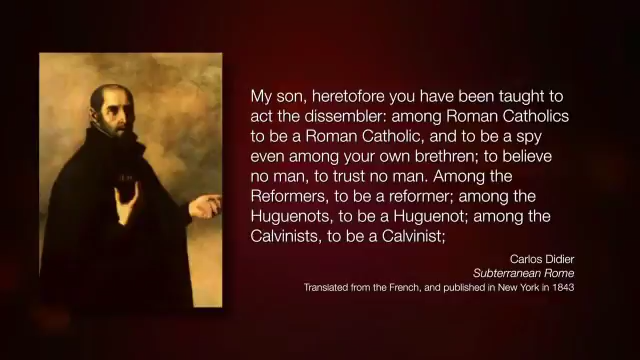 My son, heretofore you have been taught to
act the dissembler: among Roman Catholics
to be a Roman Catholic, and to be a spy
even among your own brethren; to believe
no man, to trust no man. Among the
Reformers, to be a reformer; among the
Huguenots, to be a Huguenot; among the
Calvinists, to be a Calvinist;
Carlos Didier
Subterranean Rome
Translated from the French, and published in New York in 1843